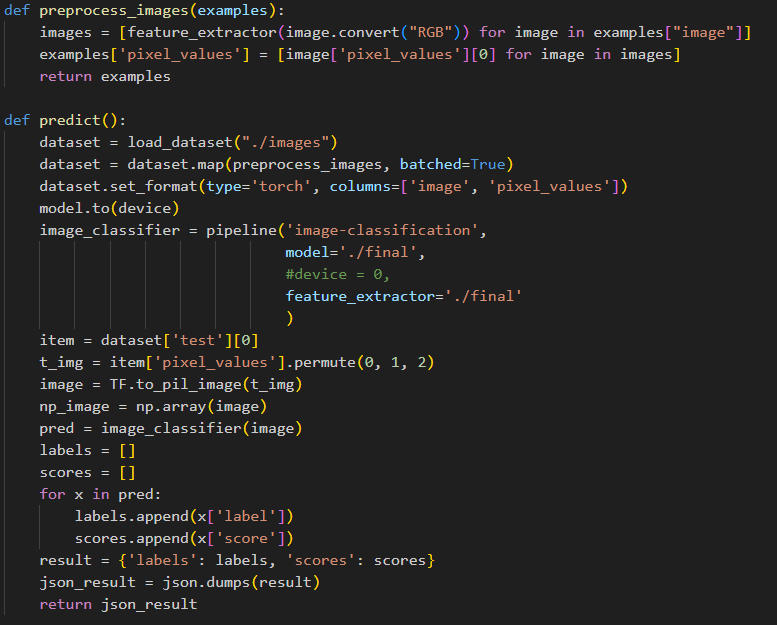 def preprocess_images(examples):
    images = [feature_extractor(image.convert("RGB")) for image in examples["image"]]
    examples['pixel_values'] = [image['pixel_values'][0] for image in images]
    return examples

def predict():
    dataset = load_dataset("./images")
    dataset = dataset.map(preprocess_images, batched=True)
    dataset.set_format(type='torch', columns=['image', 'pixel_values'])
    model.to(device)
    image_classifier = pipeline('image-classification',
                                model='./final',
                                #device = 0,
                                feature_extractor='./final'
                                )
    item = dataset['test'][0]
    t_img = item['pixel_values'].permute(0, 1, 2)
    image = TF.to_pil_image(t_img)
    np_image = np.array(image)
    pred = image_classifier(image)
    labels = []
    scores = []
    for x in pred:
        labels.append(x['label'])
        scores.append(x['score'])
    result = {'labels': labels, 'scores': scores}
    json_result = json.dumps(result)
    return json_result